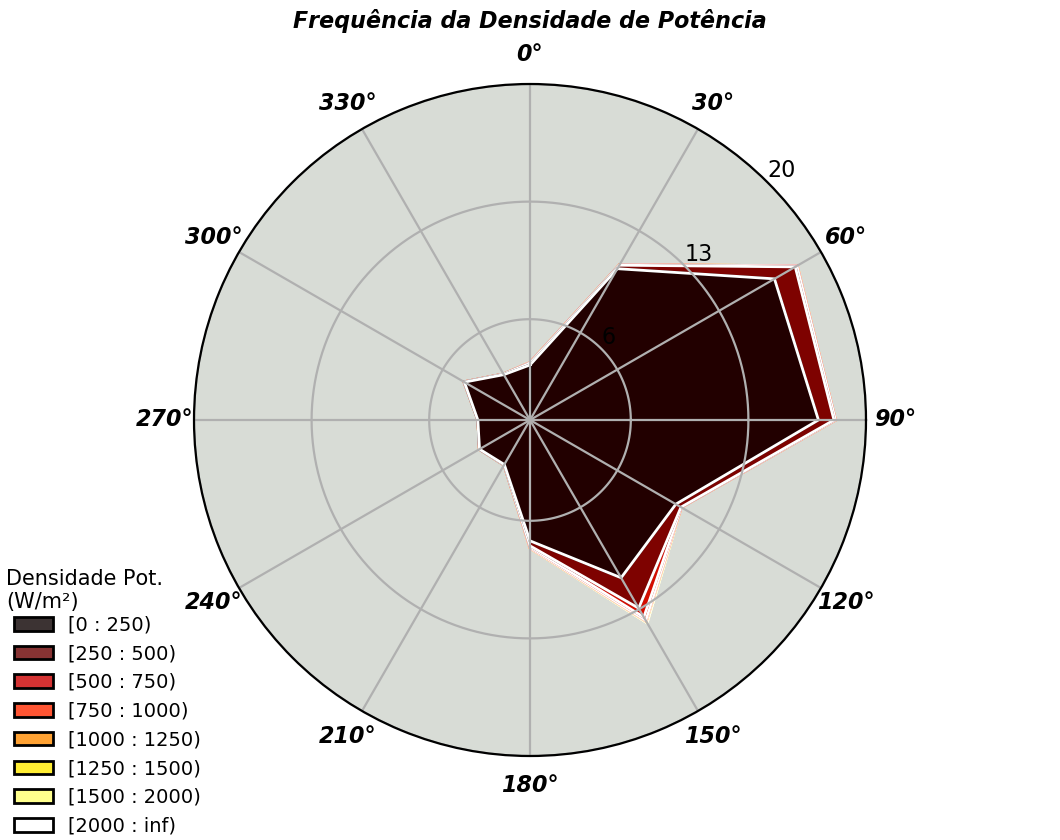 Frequência da Densidade de Potência
0°
330°
30°
20
300°
60°
13
6
270°
90°
240°
120°
210°
150°
180°
Densidade Pot.
(W/m²)
[0 : 250)
[250 : 500)
[500 : 750)
[750 : 1000)
[1000 : 1250)
[1250 : 1500)
[1500 : 2000)
[2000 : inf)